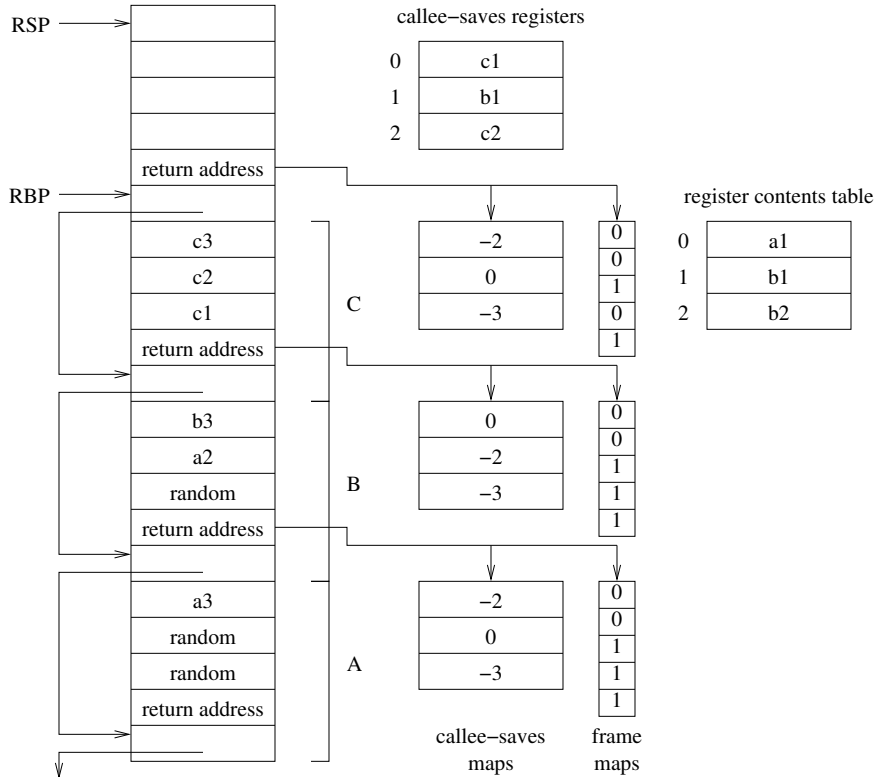 callee−saves registers
RSP
0 c1
1 b1
2 c2
return address
RBP
register contents table
0 a1
1 b1
2 b2
c3
c2
c1
return address
C
−2
0
−3
0
0
1
0
1
b3
a2
random
return address
B
0
−2
−3
0
0
1
1
1
a3
random
random
return address
A
−2
0
−3
0
0
1
1
1
callee−saves
maps
frame
maps